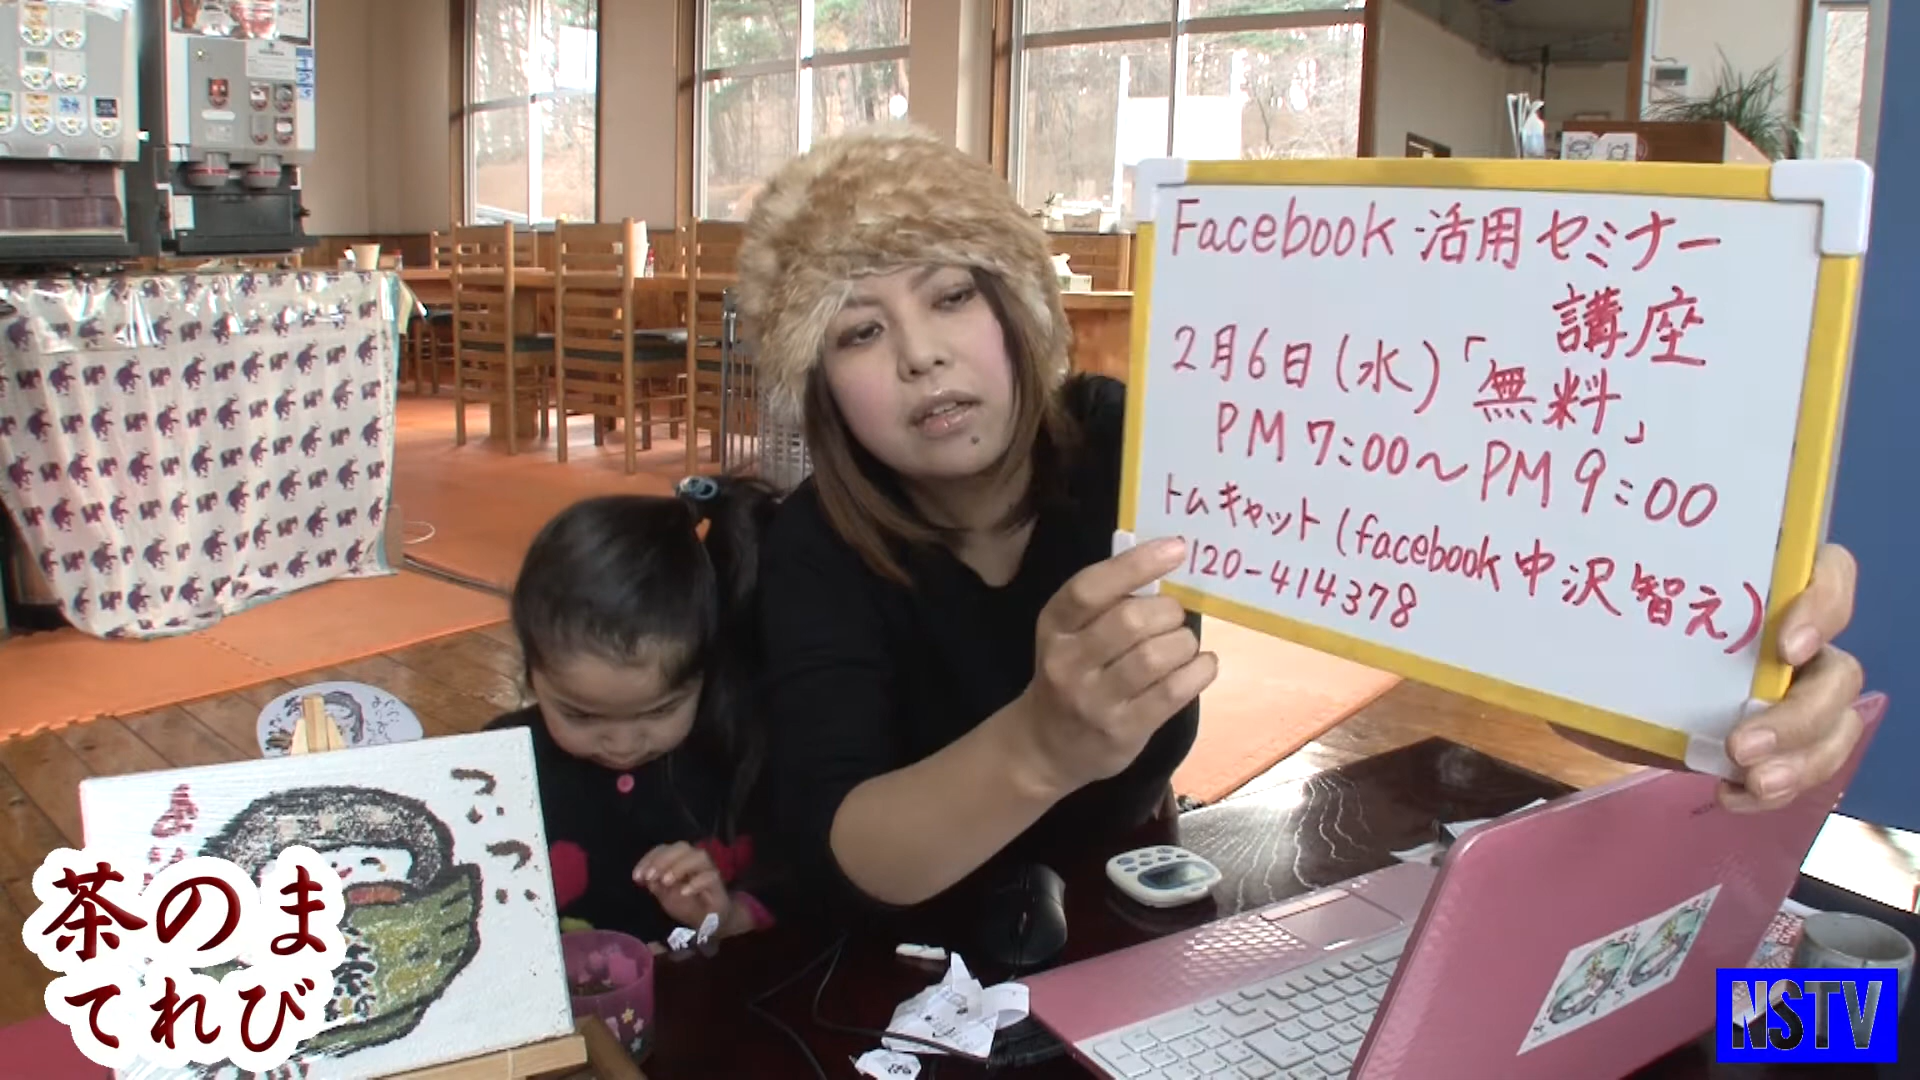 Facebook 活用セミナー
講座
2月6日(水)「無料」
PM 7:00～PM 9:00
トムキャット(facebook 中沢智え)
0120-414378
茶のま
てれび
NSTV